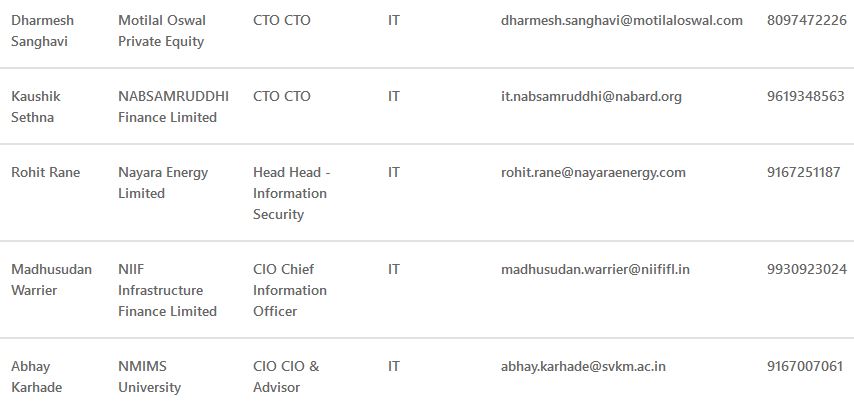 Dharmesh Motilal Oswal CTO CTO IT dharmesh.sanghavi@motilaloswal.com 8097472226
Sanghavi Private Equity
Kaushik NABSAMRUDDHI CTO CTO IT it.nabsamruddhi@nabard.org 9619348563
Sethna Finance Limited
Rohit Rane Nayara Energy Head Head - IT rohit.rane@nayaraenergy.com 9167251187
Limited Information
Security
Madhusudan NIIF CIO Chief IT madhusudan.warrier@niififl.in 9930923024
Warrier Infrastructure Information
Finance Limited Officer
Abhay NMIMS CIO CIO & IT abhay.karhade@svkm.ac.in 9167007061
Karhade University Advisor